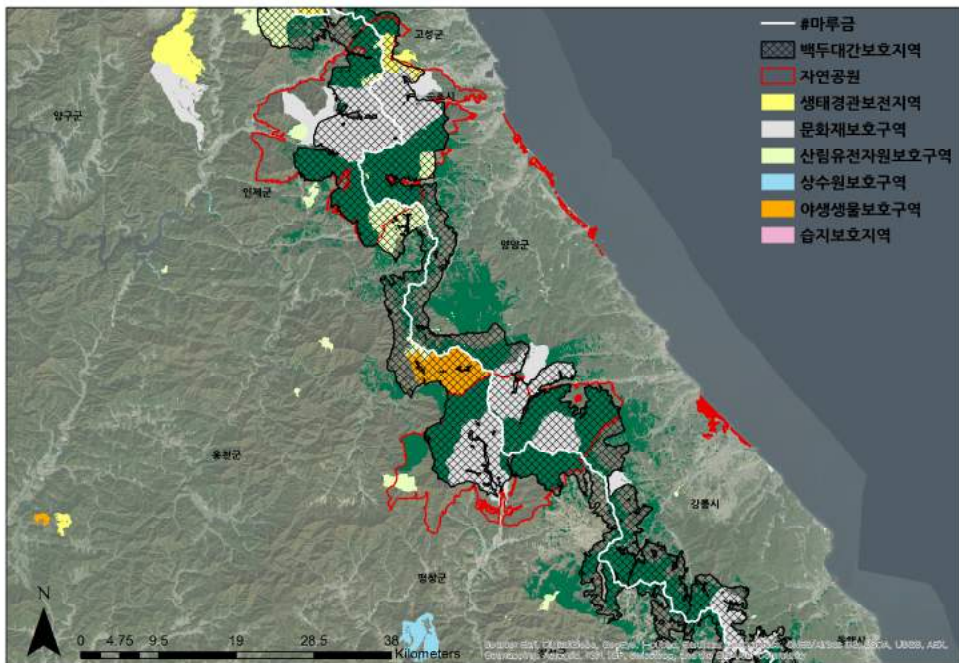 #마루금
백두대간보호지역
자연공원
생태경관보전지역
문화재보호구역
산림유전자원보호구역
상수원보호구역
야생생물보호구역
습지보호지역
고성군
양구군
인제군
양양군
홍천군
강릉시
평창군
N
0 4.75 9.5 19 28.5 38
Kilometers